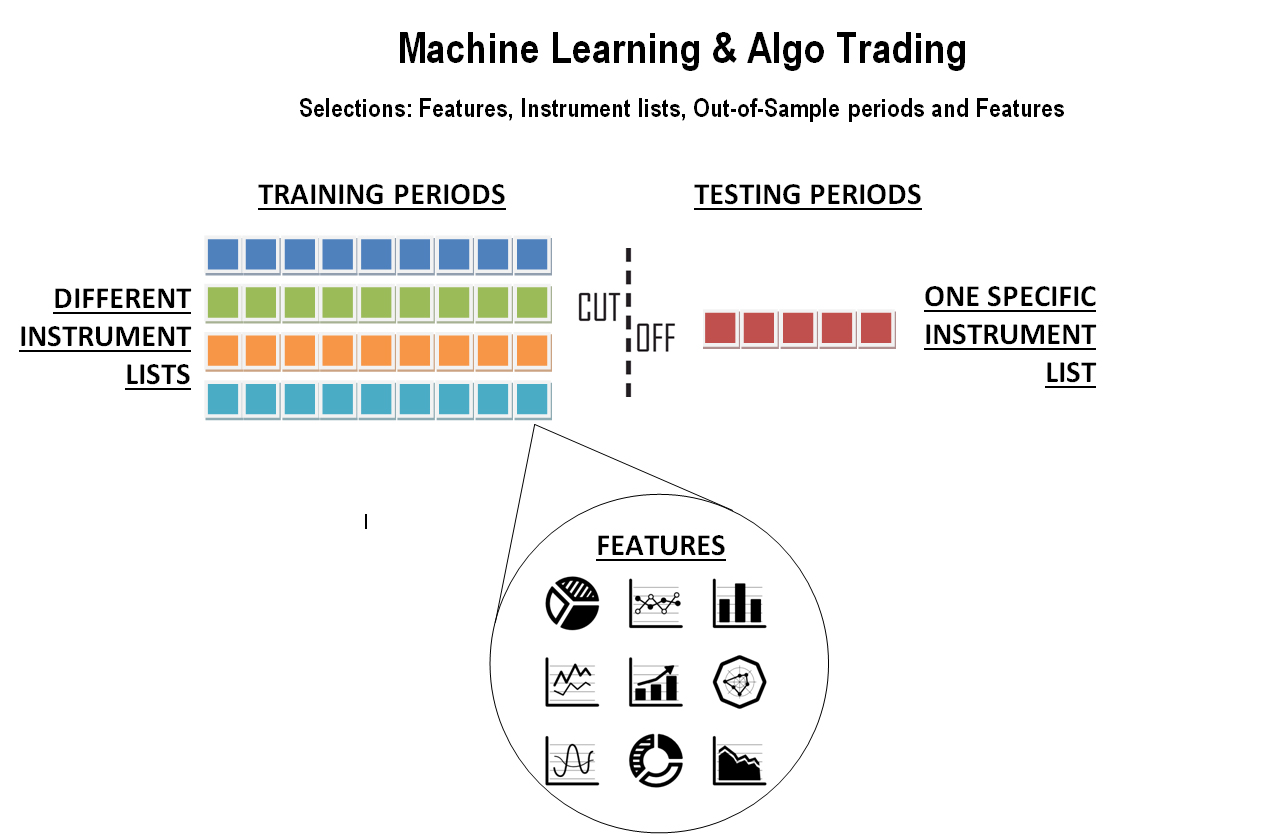 Machine Learning & Algo Trading
Selections: Features, Instrument lists, Out-of-Sample periods and Features
TRAINING PERIODS
TESTING PERIODS
DIFFERENT
INSTRUMENT
LISTS
CUT
OFF
ONE SPECIFIC
INSTRUMENT
LIST
I
FEATURES